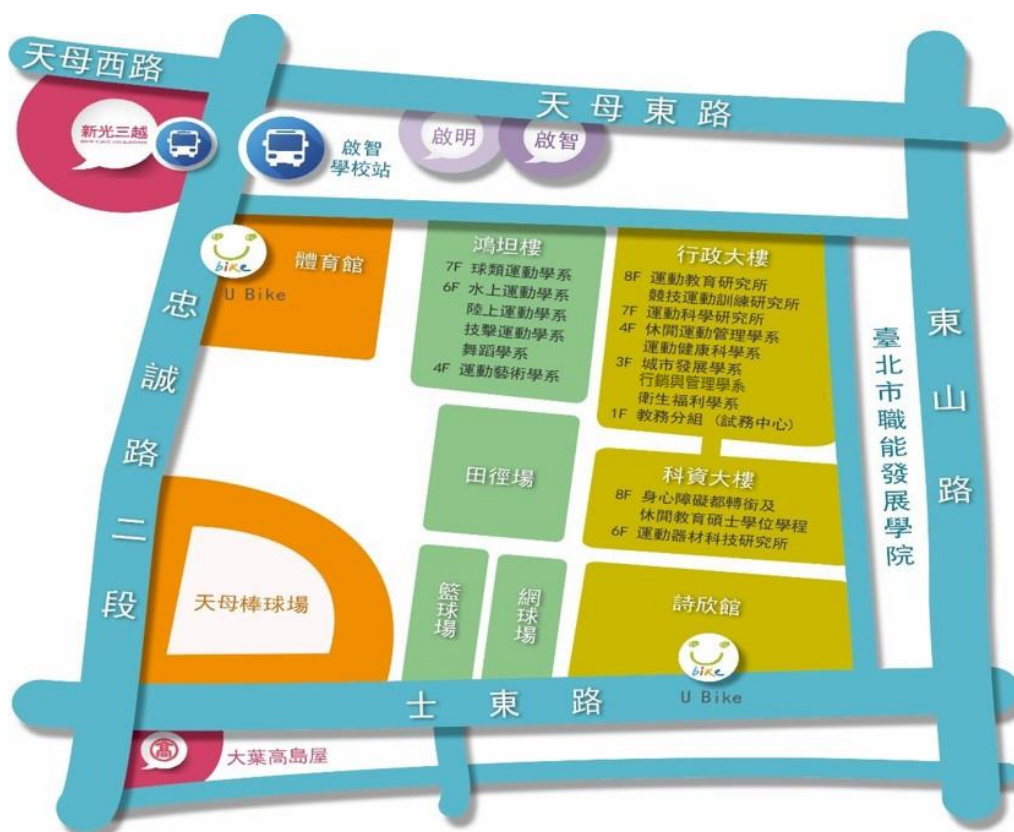 天母西路
天母東路
新光三越
啟智
學校站
啟明
啟智
bike
U Bike
體育館
鴻坦樓
7F 球類運動學系
6F 水上運動學系
陸上運動學系
技擊運動學系
舞蹈學系
4F 運動藝術學系
行政大樓
8F 運動教育研究所
競技運動訓練研究所
7F 運動科學研究所
4F 休閒運動管理學系
運動健康科學系
3F 城市發展學系
行銷與管理學系
衛生福利學系
1F 教務分組 (試務中心)
忠誠路二段
臺北市職能發展學院
東山路
田徑場
科資大樓
8F 身心障礙都轉銜及
休閒教育碩士學位學程
6F 運動器材科技研究所
天母棒球場
籃球場
網球場
詩欣館
bike
U Bike
士東路
高
大葉高島屋